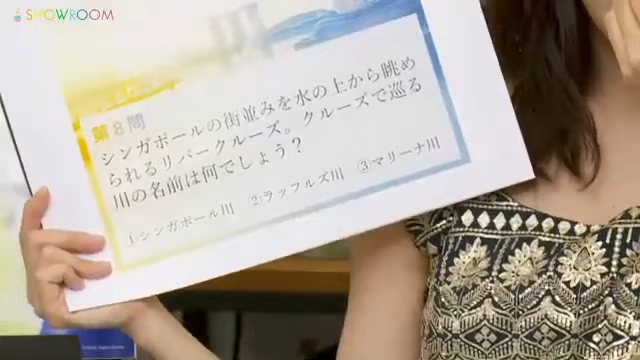 SHOWROOM
第8問
シンガポールの街並みを水の上から眺め
られるリバークルーズ。クルーズで巡る
川の名前は何でしょう？
①シンガポール川 ②ラッフルズ川 ③マリーナ川